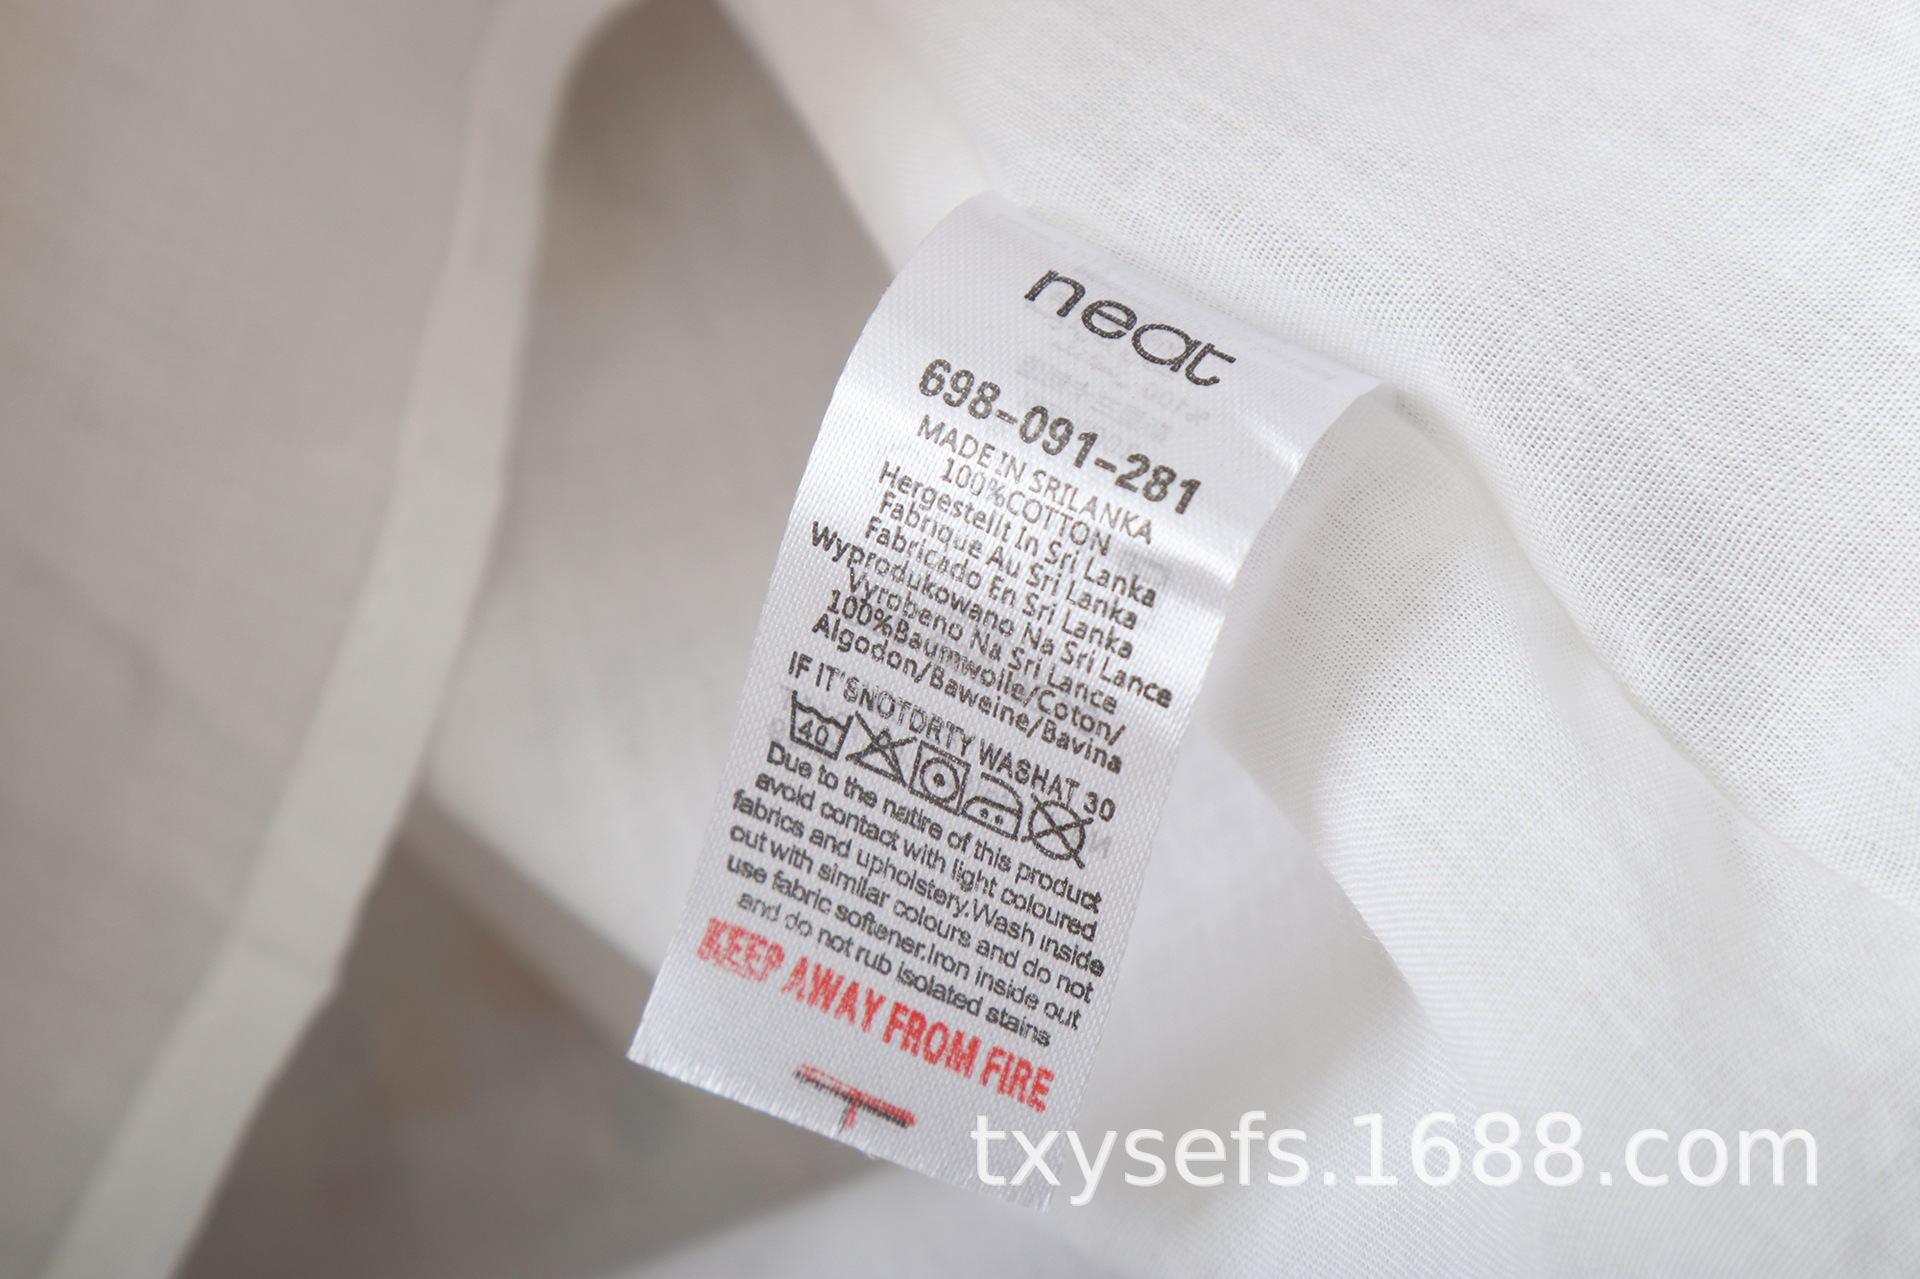 neat
698-091-281
MADE IN SRILANKA
100%COTTON
Hergestellt In Sri Lanka
Fabrique Au Sri Lanka
Fabricado En Sri Lanka
Wyprodukowano Na Sri Lance
Vyrobeno Na Sri Lance
100%Baumwolle/Coton/
Algodon/Baweine/Bavina
IF IT'SNOTDRTY WASHAT 30
40
Due to the natire of this product
avoid contact with light coloured
fabrics and upholstery.Wash inside
out with similar colours and do not
use fabric softener.Iron inside out
and do not rub isolated stains
KEEP AWAY FROM FIRE
txysefs.1688.com